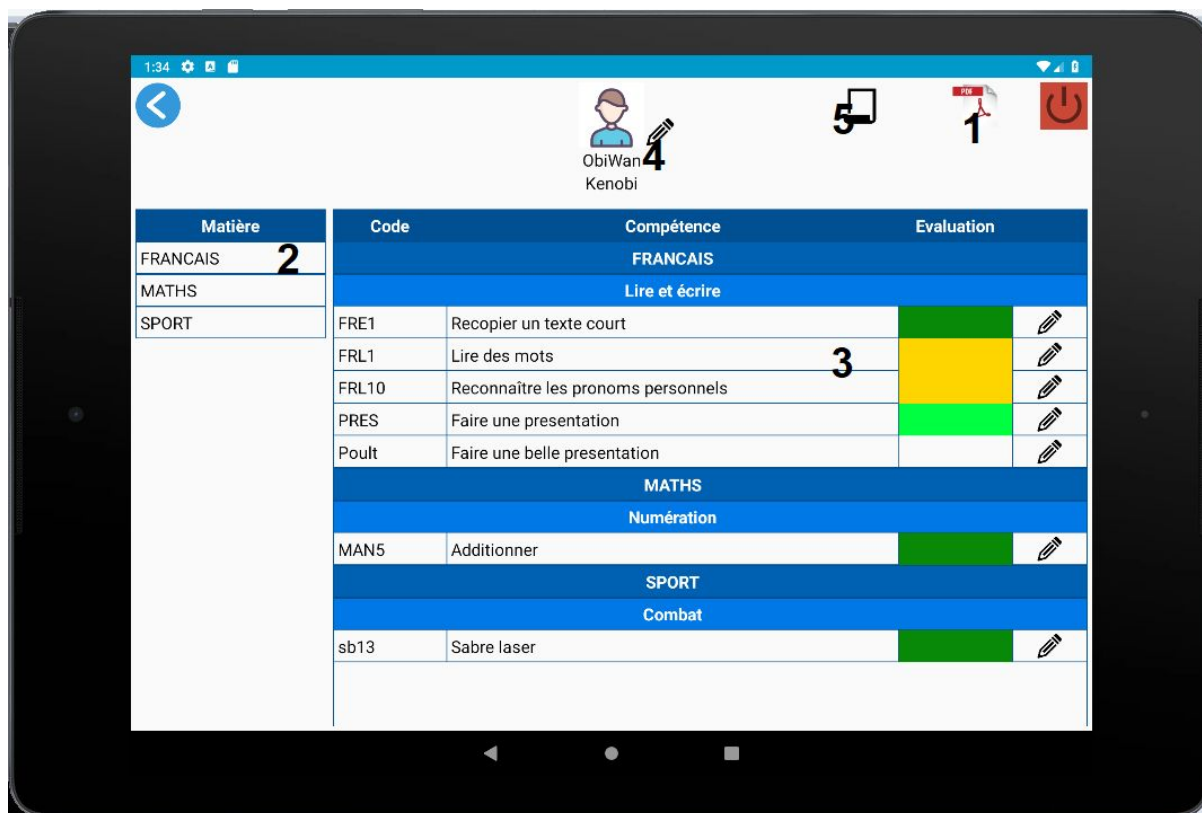 1:34
PDF
5
1
4
ObiWan
Kenobi
Matière
FRANCAIS
2
MATHS
SPORT
Code Compétence Evaluation
FRANCAIS
Lire et écrire
FRE1 Recopier un texte court
FRL1 Lire des mots
3
FRL10 Reconnaître les pronoms personnels
PRES Faire une presentation
Poult Faire une belle presentation
MATHS
Numération
MAN5 Additionner
SPORT
Combat
sb13 Sabre laser